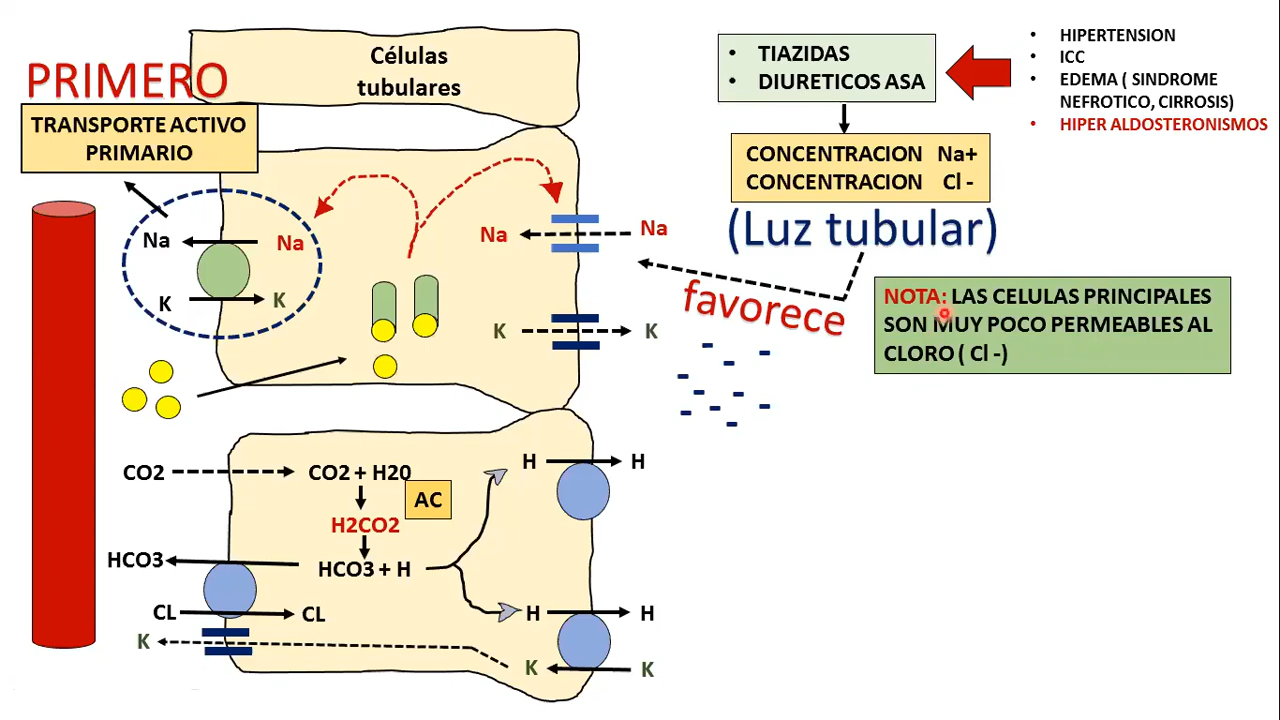 PRIMERO
TRANSPORTE ACTIVO
PRIMARIO
Células
tubulares
TIAZIDAS
DIURETICOS ASA
HIPERTENSION
ICC
EDEMA ( SINDROME
NEFROTICO, CIRROSIS)
HIPER ALDOSTERONISMOS
CONCENTRACION Na+
CONCENTRACION Cl -
(Luz tubular)
favorece
NOTA: LAS CELULAS PRINCIPALES
SON MUY POCO PERMEABLES AL
CLORO ( Cl -)
Na Na Na Na
K K K K
CO2 CO2 + H20
AC
H2CO2
HCO3 HCO3 + H
H H
CL CL
H H
K K K